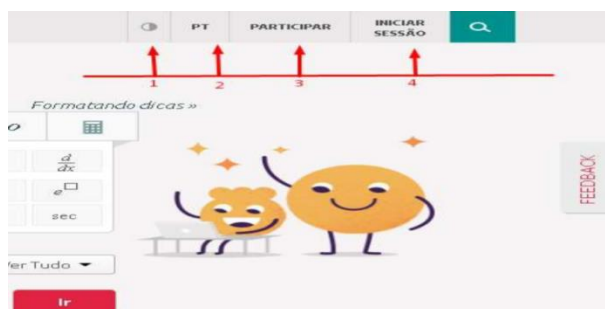 PT PARTICIPAR INICIAR
SESSÃO
1 2 3 4
Formatando dicas »
o
d
dx
e
sec
FEEDBACK
Ver Tudo
Ir